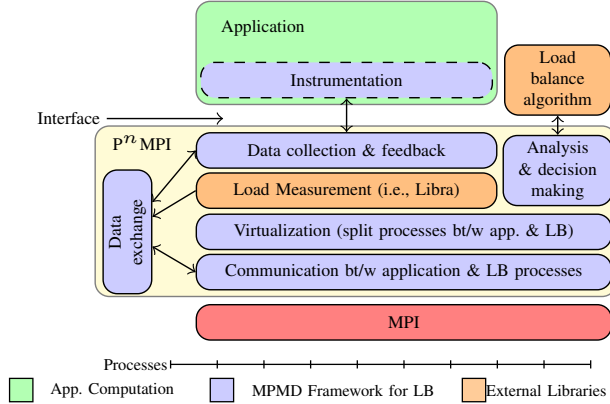 Application
Instrumentation
Load
balance
algorithm
Interface
PⁿMPI
Data collection & feedback
Analysis
& decision
making
Load Measurement (i.e., Libra)
Data
exchange
Virtualization (split processes bt/w app. & LB)
Communication bt/w application & LB processes
MPI
Processes
App. Computation
MPMD Framework for LB
External Libraries